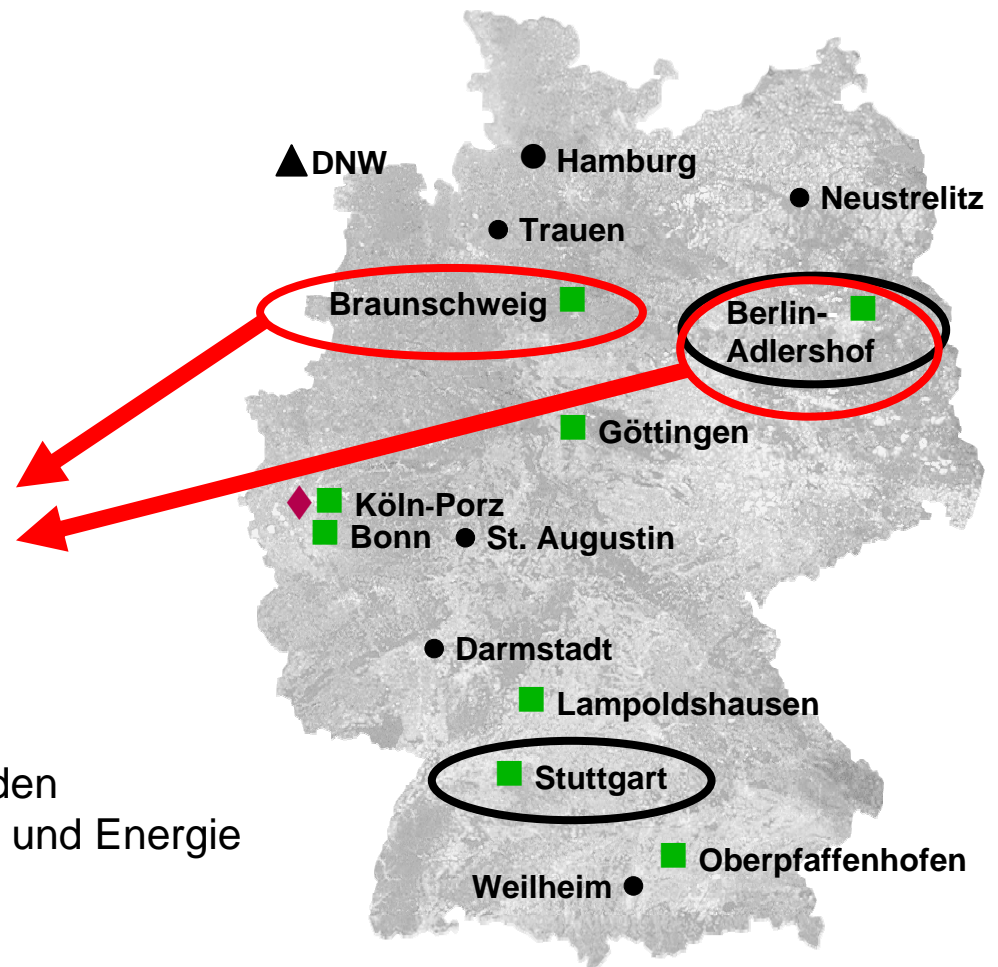 DNW
Hamburg
Neustrelitz
Trauen
Braunschweig
Berlin-
Adlershof
Göttingen
Köln-Porz
Bonn
St. Augustin
Darmstadt
Lampoldshausen
den
Stuttgart
und Energie
Oberpfaffenhofen
Weilheim